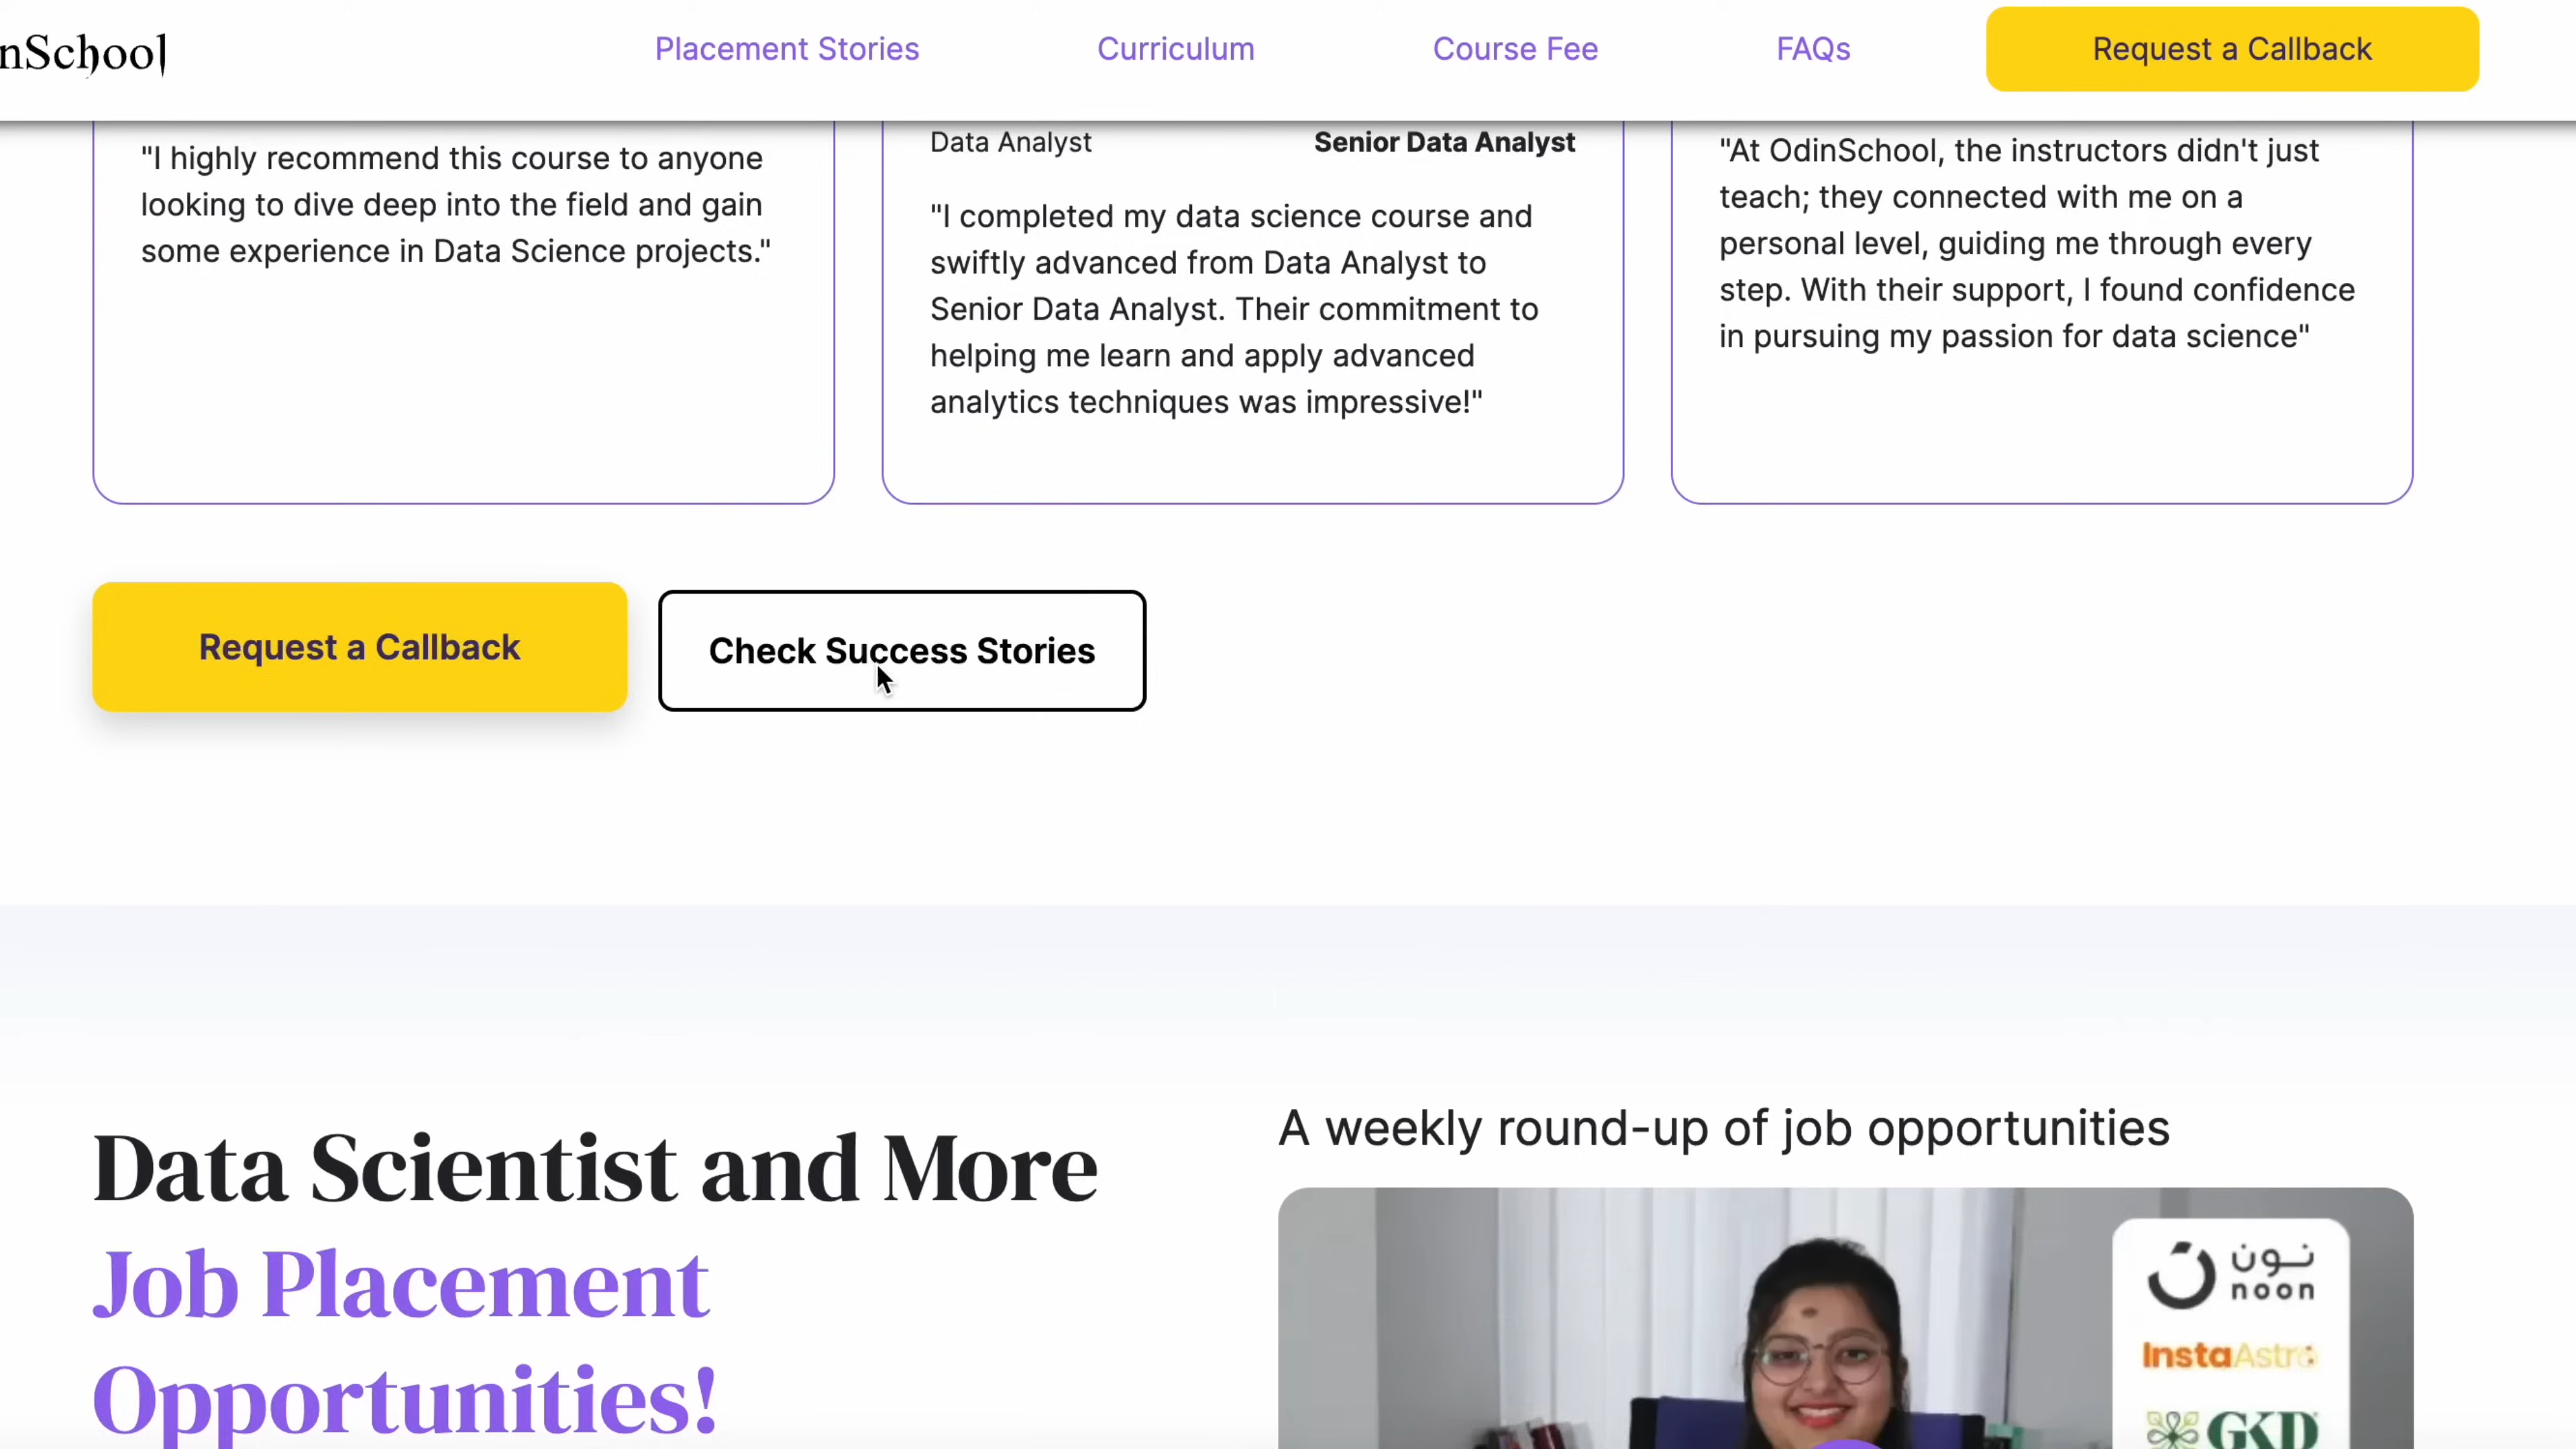 nSchool
Placement Stories
Curriculum
Course Fee
FAQs
Request a Callback
"I highly recommend this course to anyone
looking to dive deep into the field and gain
some experience in Data Science projects."
Data Analyst
Senior Data Analyst
"I completed my data science course and
swiftly advanced from Data Analyst to
Senior Data Analyst. Their commitment to
helping me learn and apply advanced
analytics techniques was impressive!"
"At OdinSchool, the instructors didn't just
teach; they connected with me on a
personal level, guiding me through every
step. With their support, I found confidence
in pursuing my passion for data science"
Request a Callback
Check Success Stories
Data Scientist and More
Job Placement
Opportunities!
A weekly round-up of job opportunities
نون
noon
InstaAstro
GKD